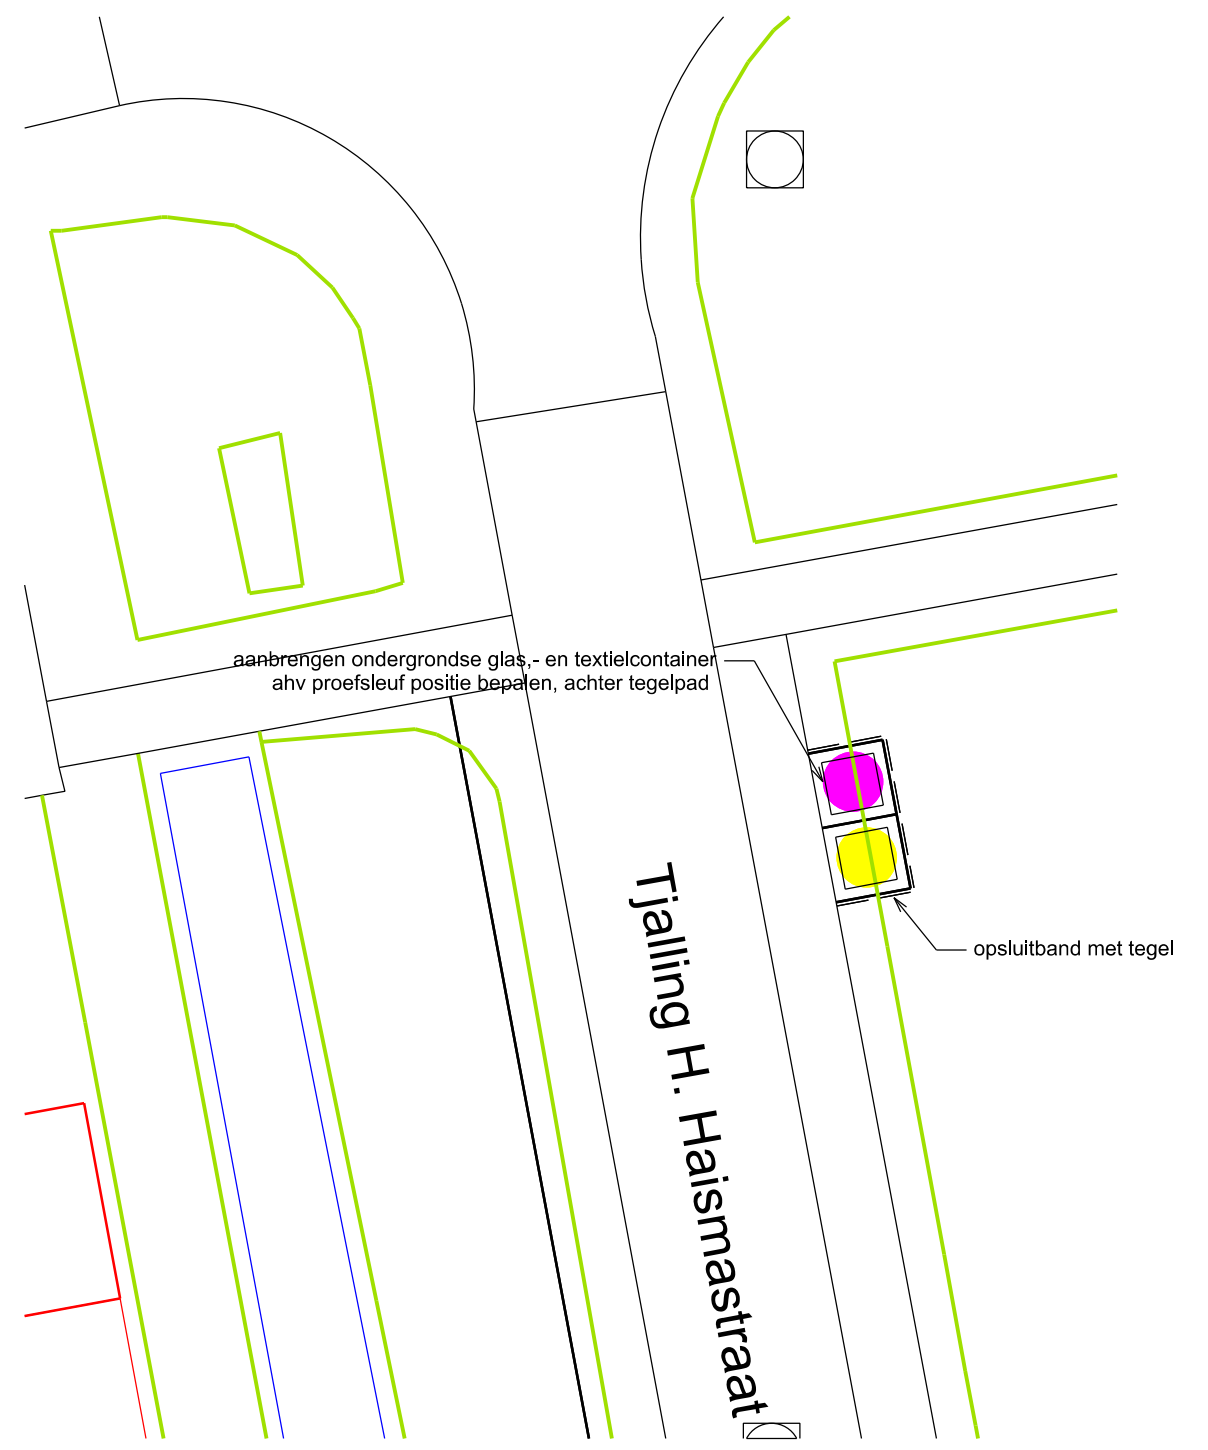 aanbrengen ondergrondse glas,- en textielcontainer
ahv proefsleuf positie bepalen, achter tegelpad
opsluitband met tegel
Tjalling H. Haismastraat